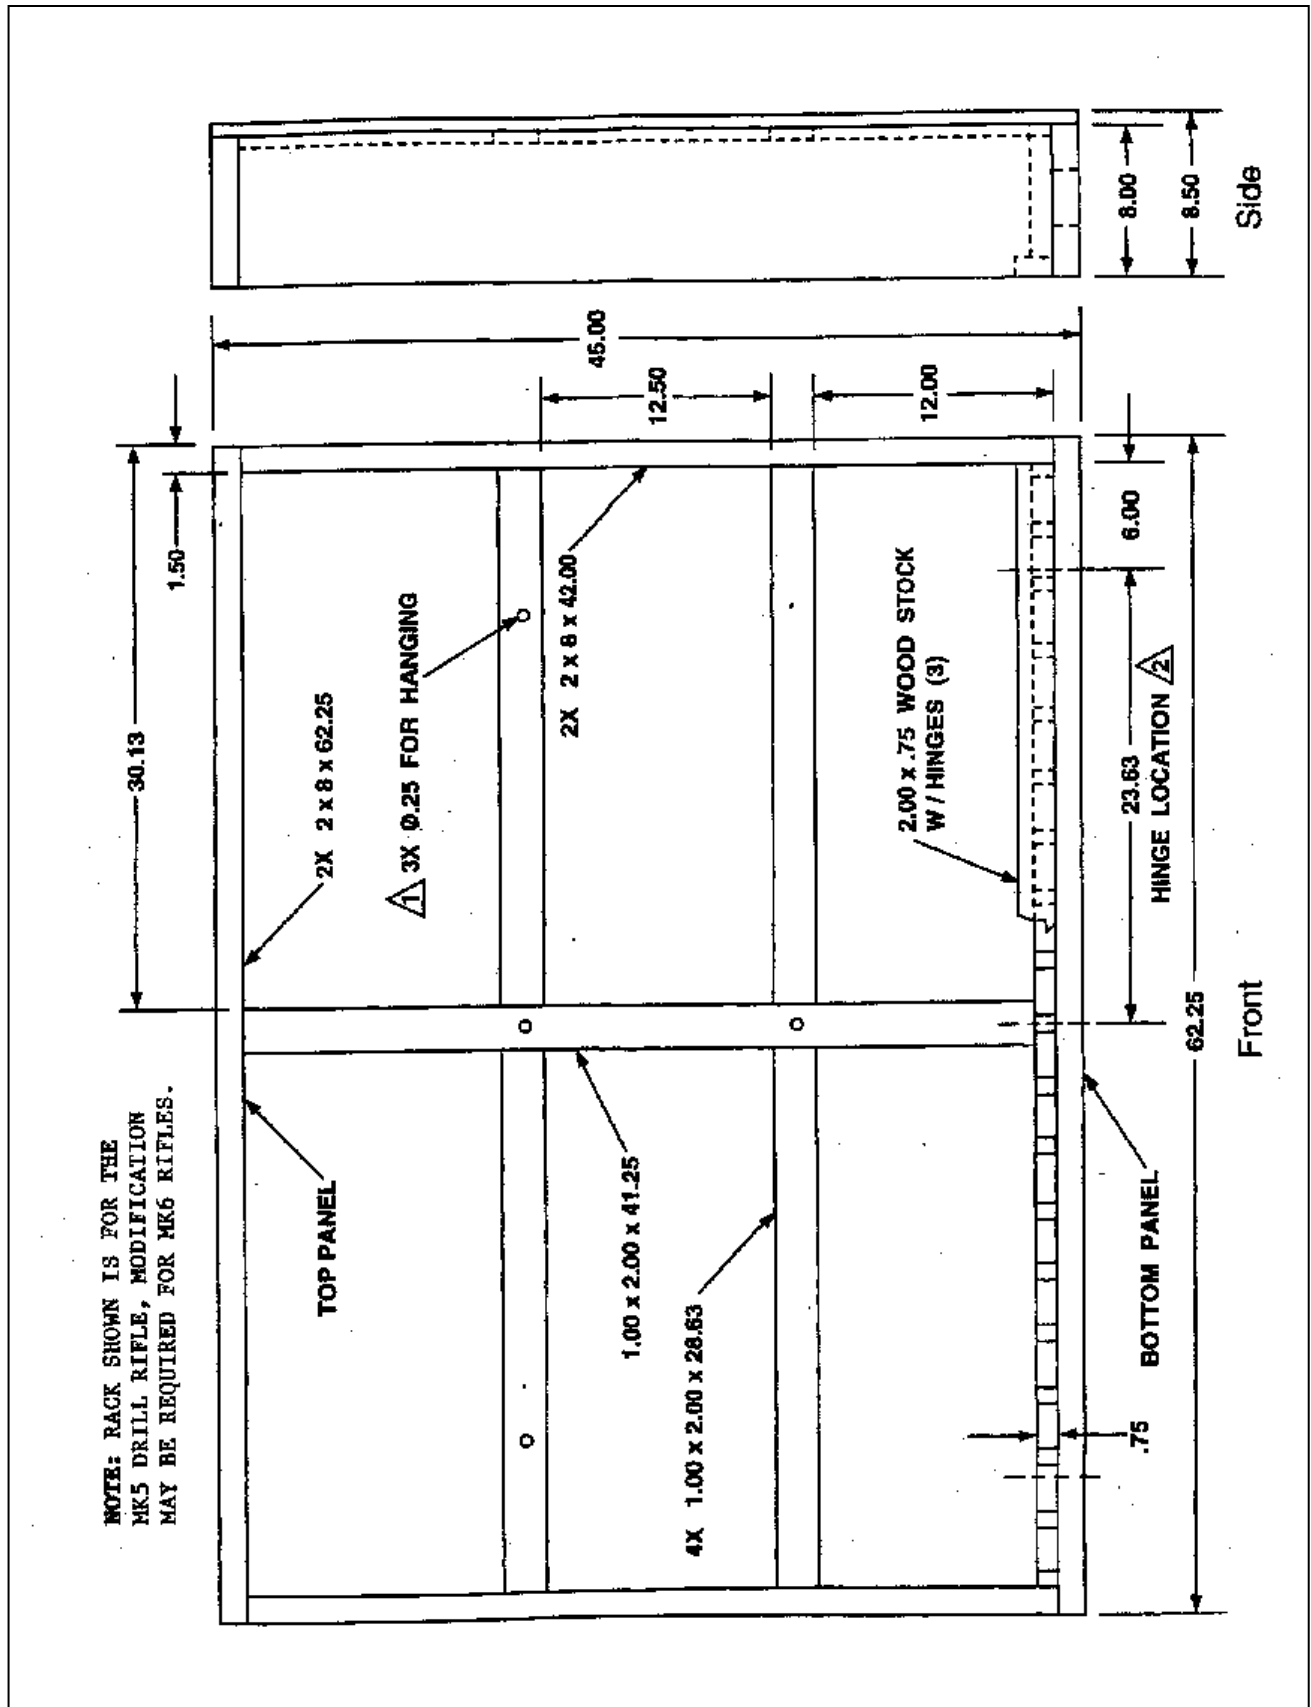 NOTE: RACK SHOWN IS FOR THE
MK5 DRILL RIFLE, MODIFICATION
MAY BE REQUIRED FOR MK6 RIFLES.
30.13
1.50
2X 2 x 8 x 62.25
1 3X Ø.25 FOR HANGING
TOP PANEL
45.00
12.50
2X 2 x 8 x 42.00
1.00 x 2.00 x 41.25
4X 1.00 x 2.00 x 28.63
12.00
2.00 x .75 WOOD STOCK
W / HINGES (3)
6.00
23.63
HINGE LOCATION 2
.75
BOTTOM PANEL
62.25
Front
8.00
8.50
Side